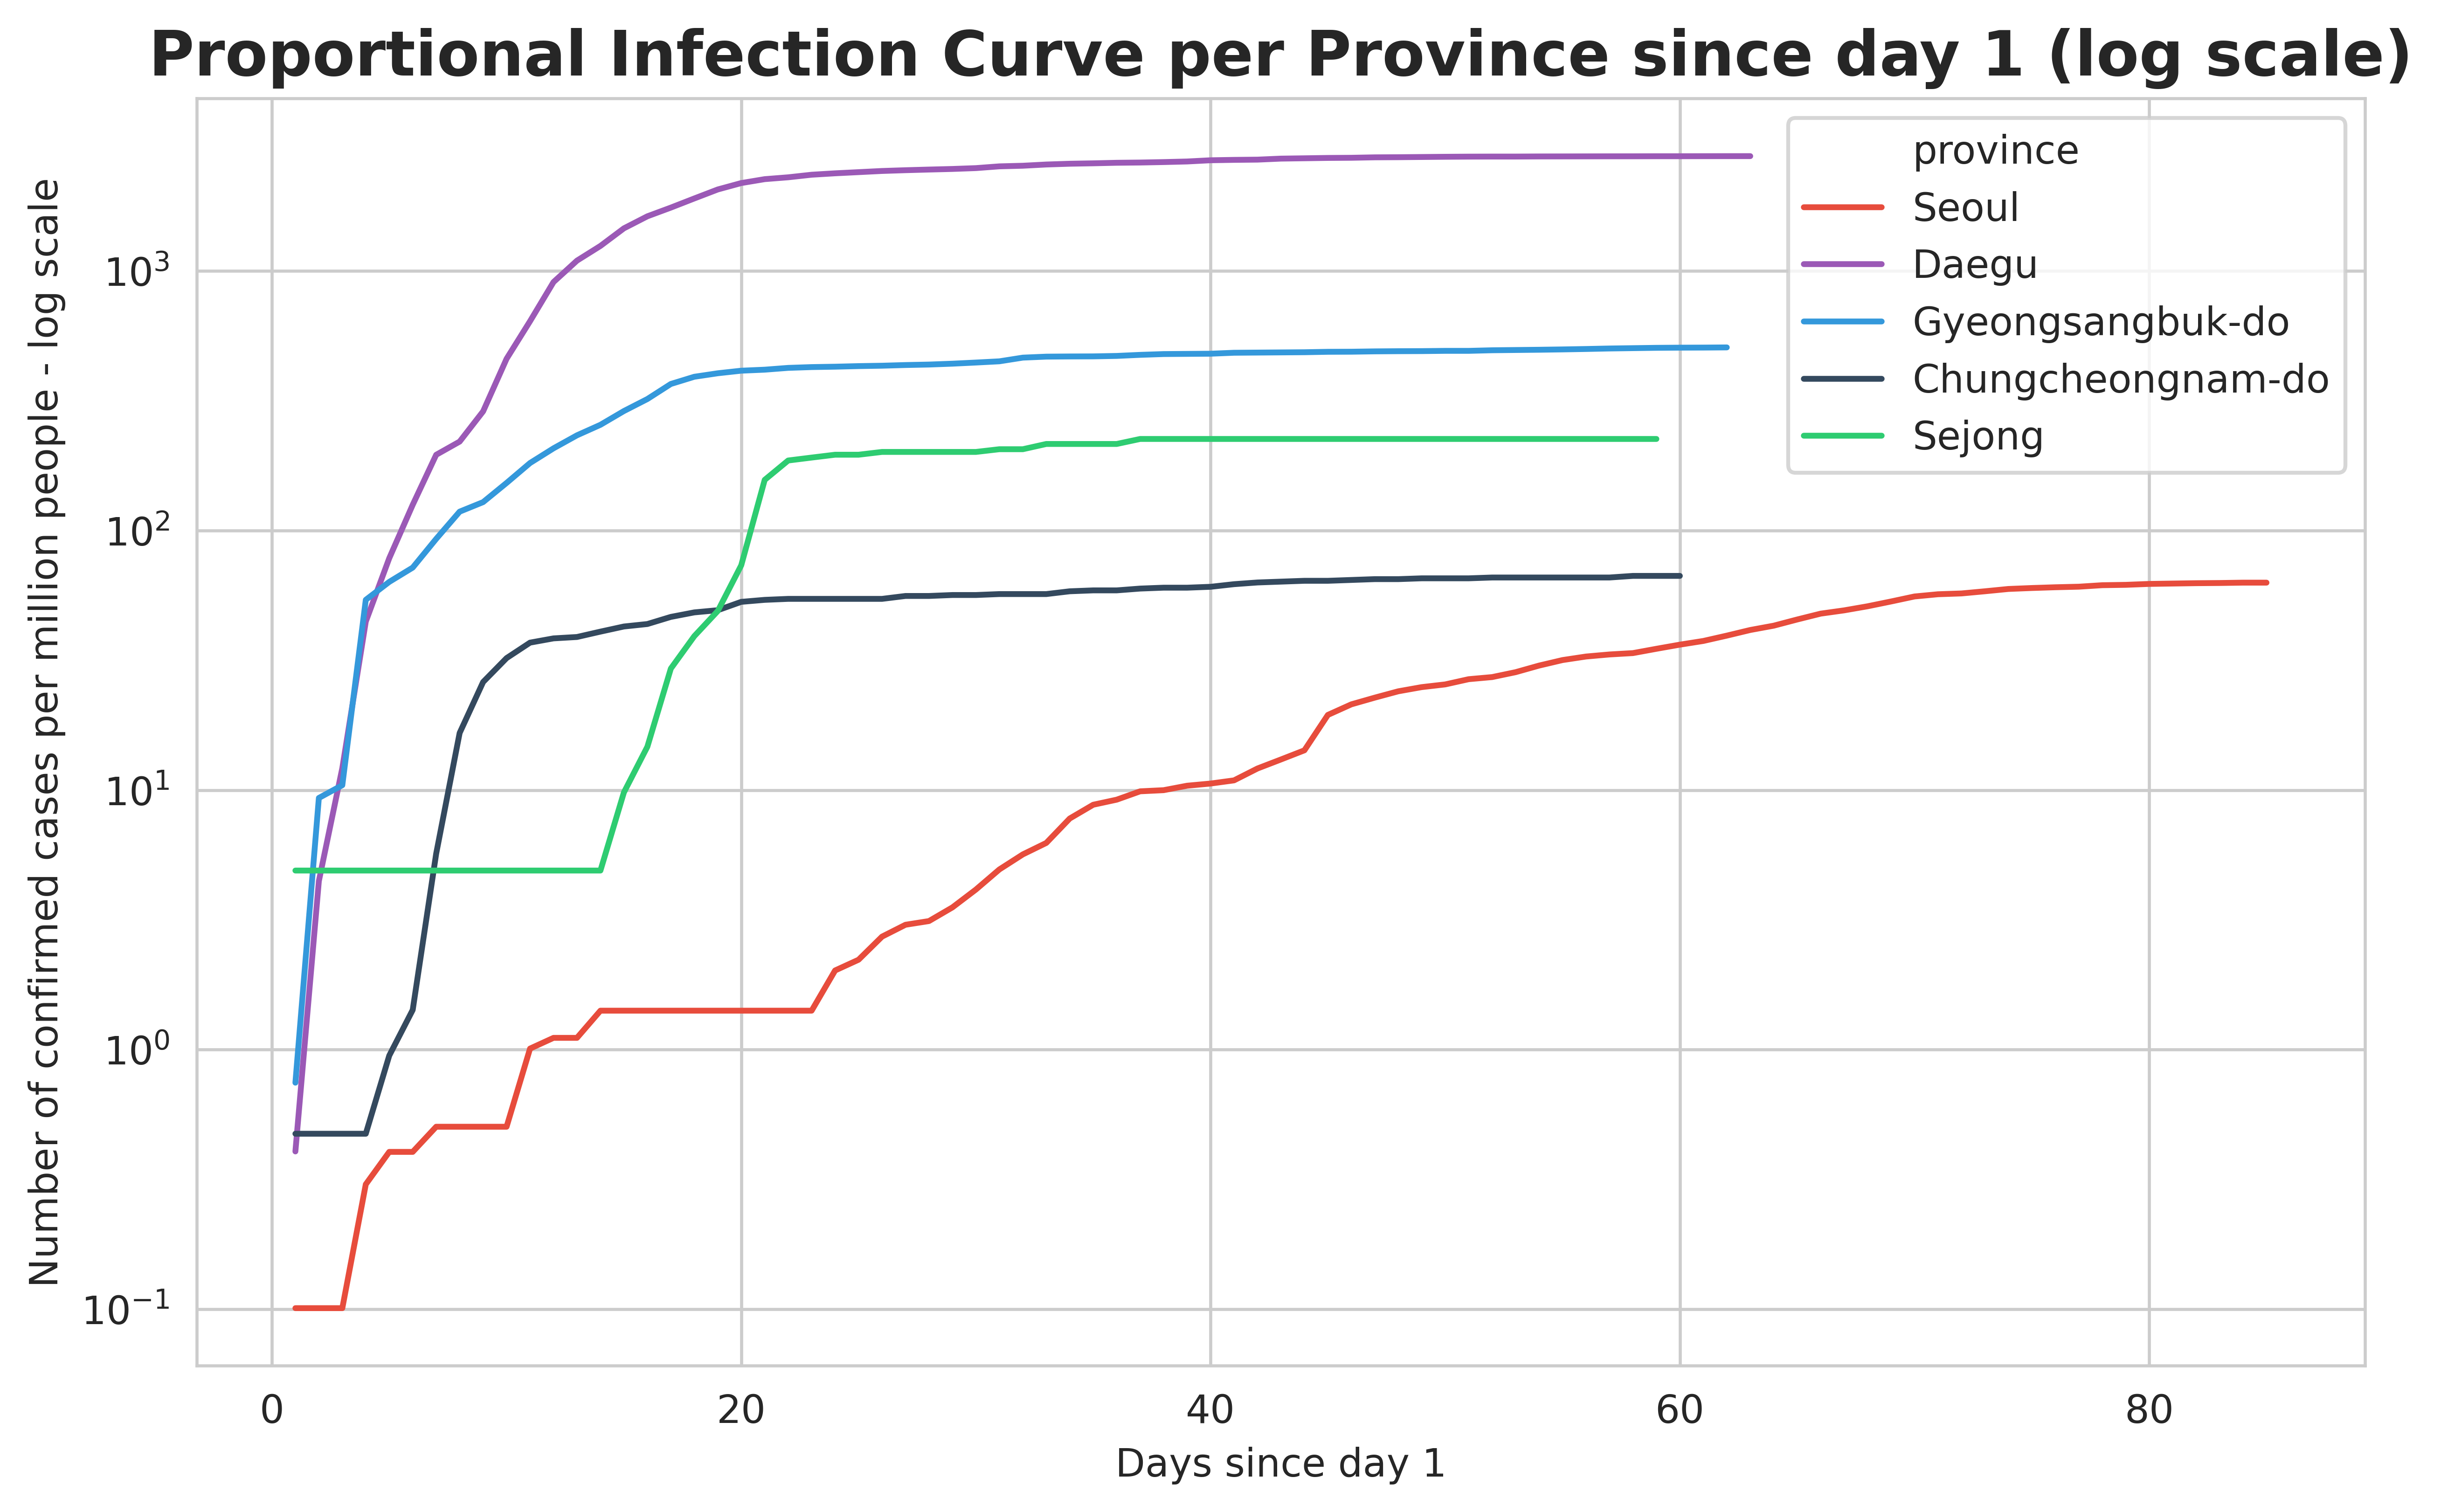 Proportional Infection Curve per Province since day 1 (log scale)
Number of confirmed cases per million people - log scale
10³
10²
10¹
10⁰
10⁻¹
province
Seoul
Daegu
Gyeongsangbuk-do
Chungcheongnam-do
Sejong
0 20 40 60 80
Days since day 1